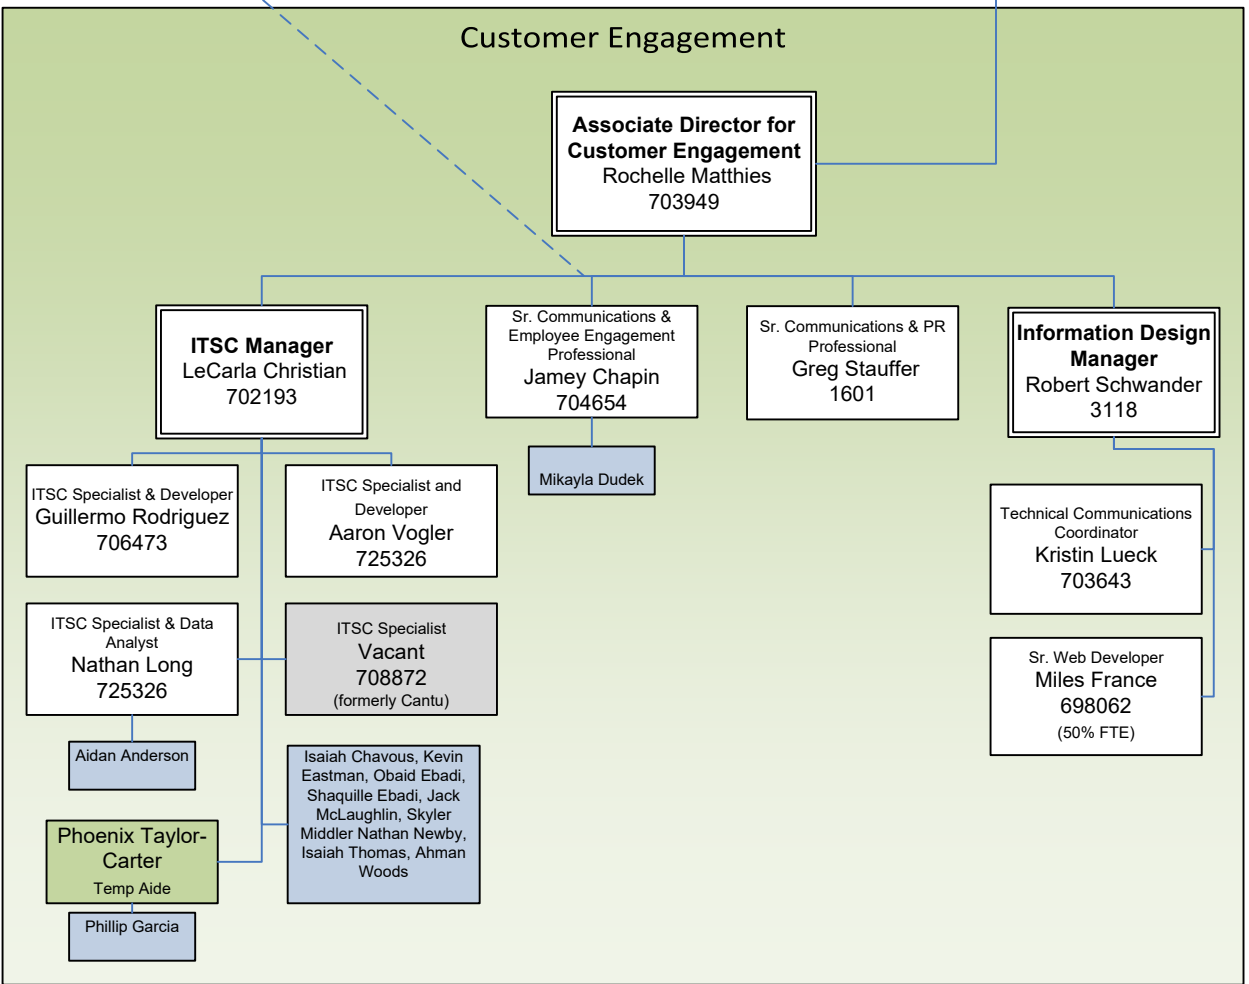 Customer Engagement
Associate Director for
Customer Engagement
Rochelle Matthies
703949
ITSC Manager
LeCarla Christian
702193
Sr. Communications &
Employee Engagement
Professional
Jamey Chapin
704654
Sr. Communications & PR
Professional
Greg Stauffer
1601
Information Design
Manager
Robert Schwander
3118
Mikayla Dudek
ITSC Specialist & Developer
Guillermo Rodriguez
706473
ITSC Specialist and
Developer
Aaron Vogler
725326
Technical Communications
Coordinator
Kristin Lueck
703643
ITSC Specialist & Data
Analyst
Nathan Long
725326
ITSC Specialist
Vacant
708872
(formerly Cantu)
Sr. Web Developer
Miles France
698062
(50% FTE)
Aidan Anderson
Isaiah Chavous, Kevin
Eastman, Obaid Ebadi,
Shaquille Ebadi, Jack
McLaughlin, Skyler
Middler Nathan Newby,
Isaiah Thomas, Ahman
Woods
Phoenix Taylor-
Carter
Temp Aide
Phillip Garcia